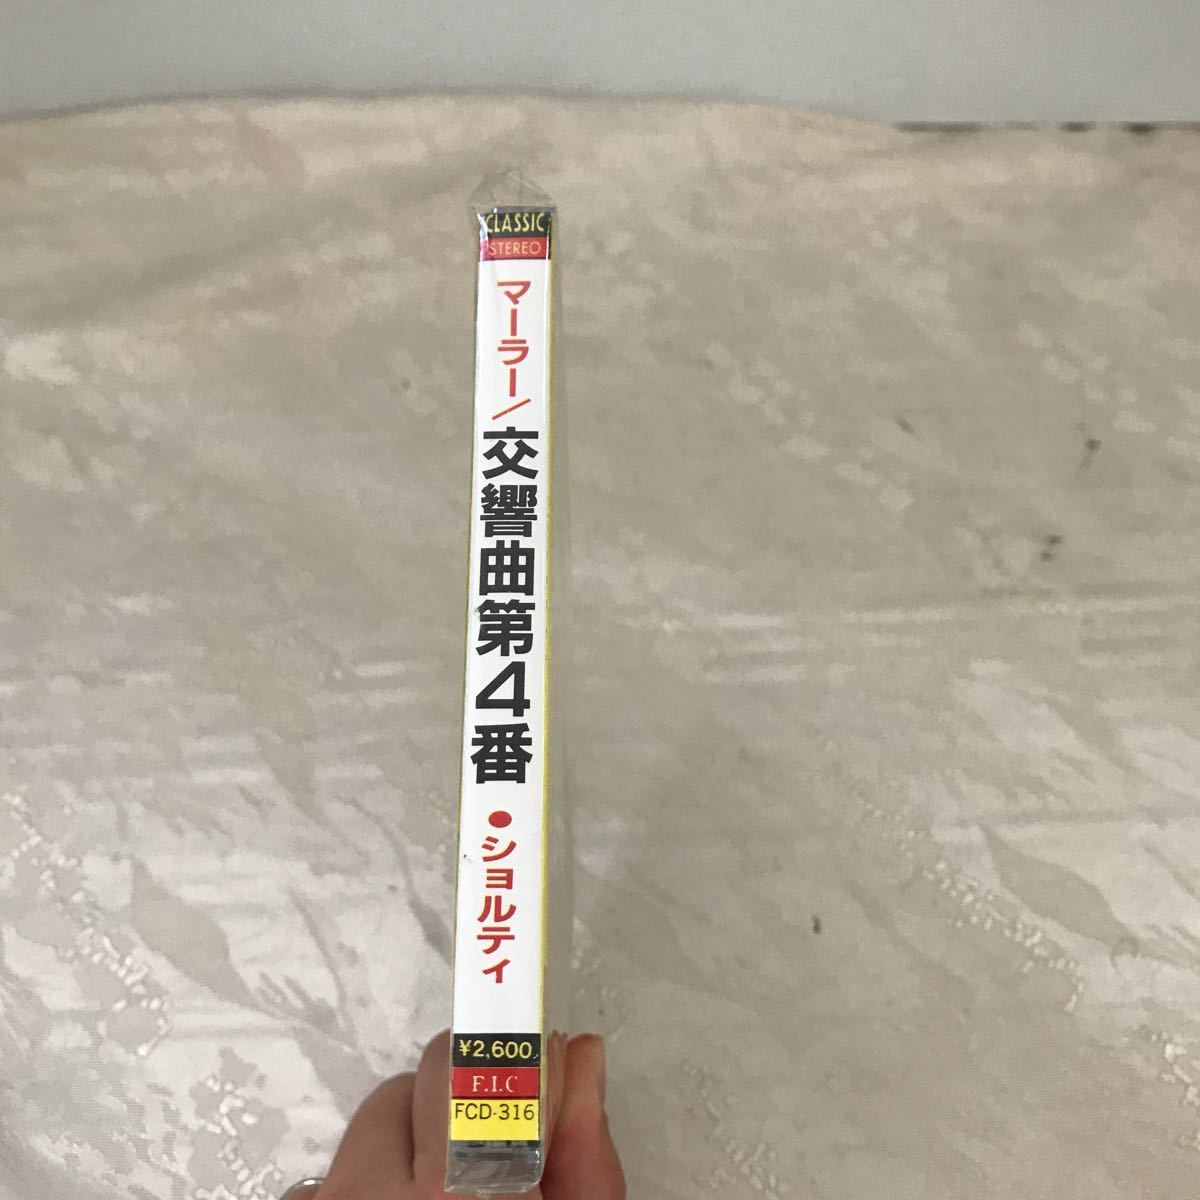 CLASSIC
STEREO
マーラー/交響曲第4番 ●ショルティ
¥2,600
F.I.C
FCD-316